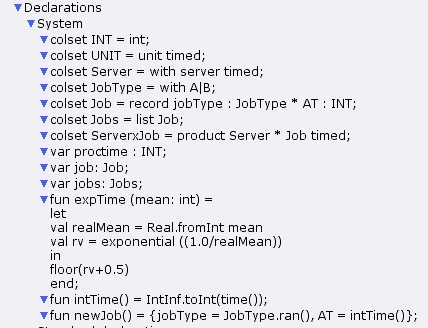 Declarations
System
colset INT = int;
colset UNIT = unit timed;
colset Server = with server timed;
colset JobType = with A|B;
colset Job = record jobType : JobType * AT : INT;
colset Jobs = list Job;
colset ServerxJob = product Server * Job timed;
var proctime : INT;
var job: Job;
var jobs: Jobs;
fun expTime (mean: int) =
let
val realMean = Real.fromInt mean
val rv = exponential ((1.0/realMean))
in
floor(rv+0.5)
end;
fun intTime() = IntInf.toInt(time());
fun newJob() = {jobType = JobType.ran(), AT = intTime()};